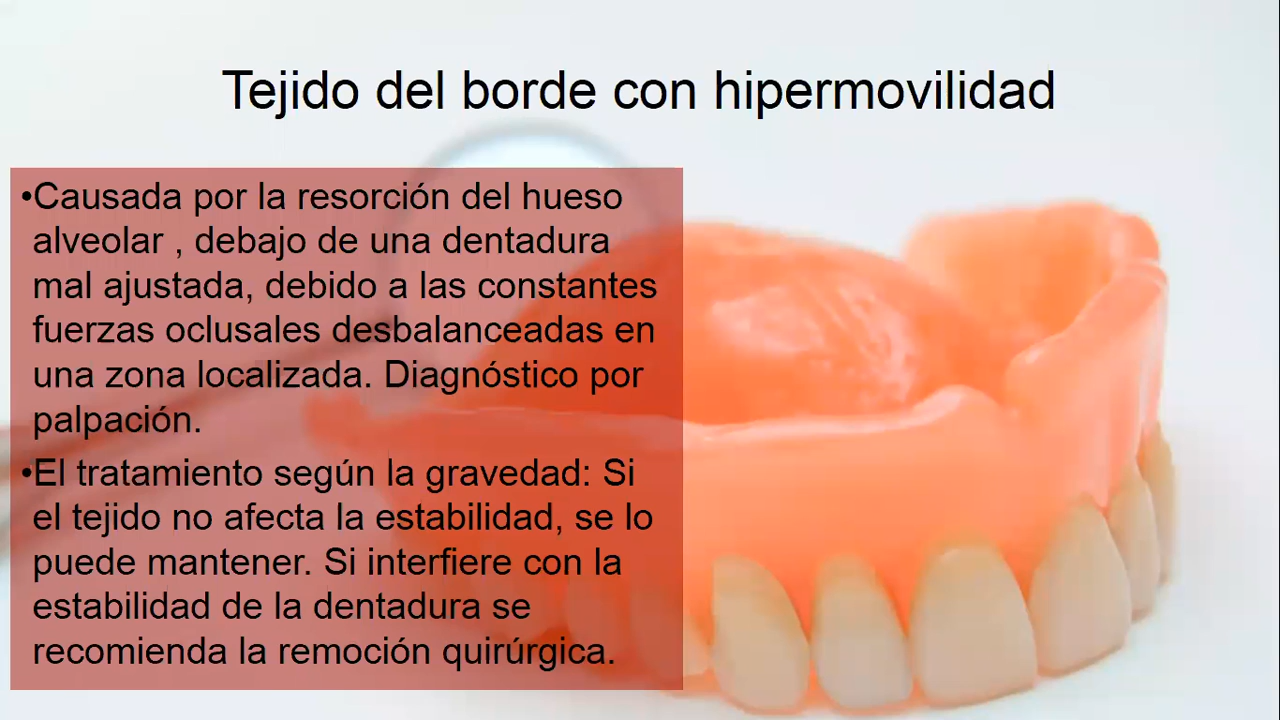 Tejido del borde con hipermovilidad
•Causada por la resorción del hueso
alveolar , debajo de una dentadura
mal ajustada, debido a las constantes
fuerzas oclusales desbalanceadas en
una zona localizada. Diagnóstico por
palpación.
•El tratamiento según la gravedad: Si
el tejido no afecta la estabilidad, se lo
puede mantener. Si interfiere con la
estabilidad de la dentadura se
recomienda la remoción quirúrgica.